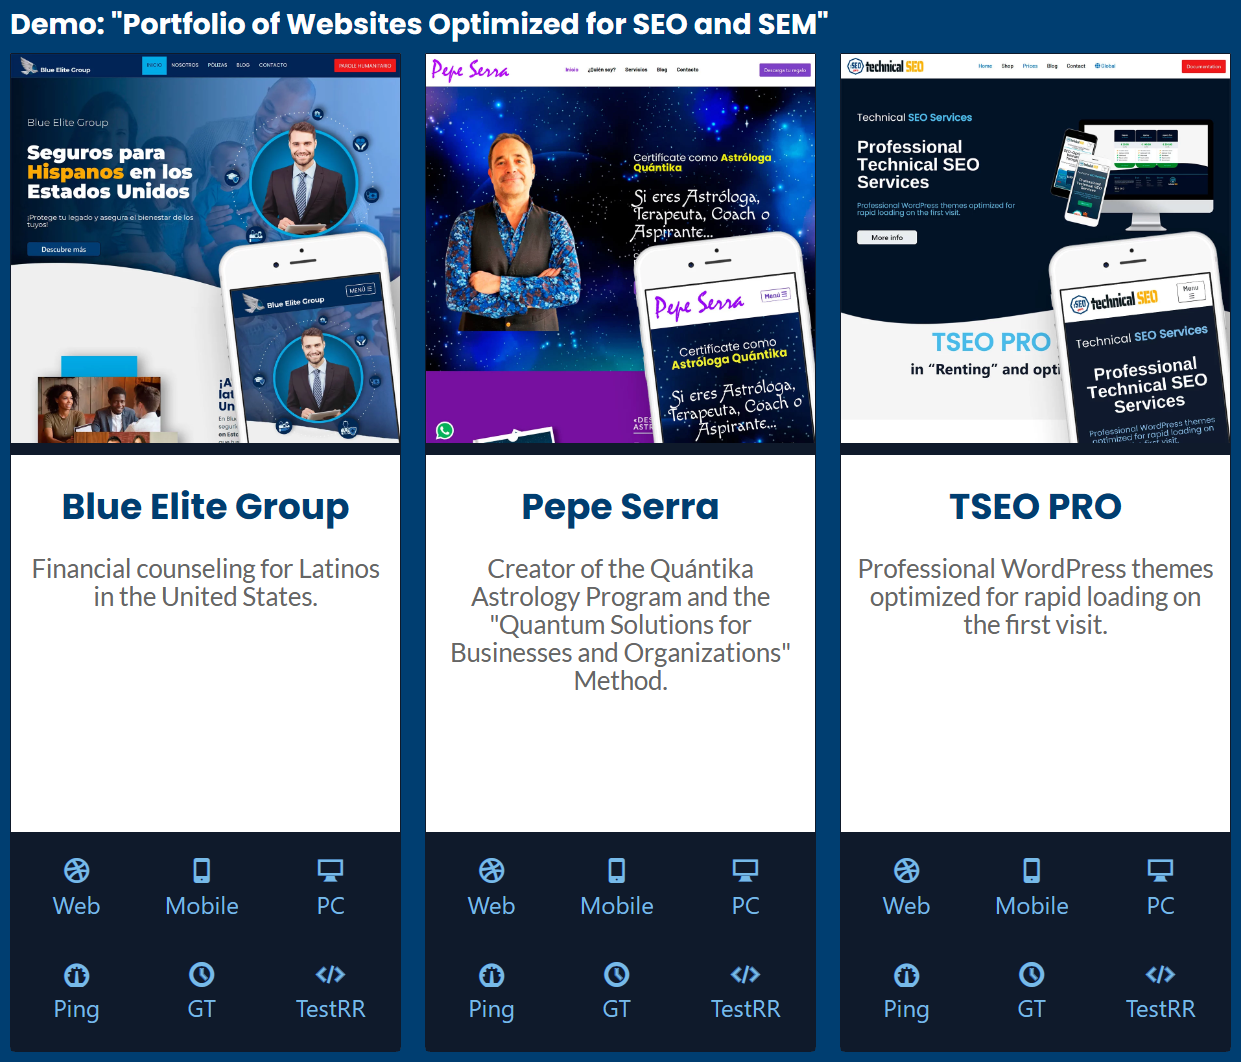 Demo: "Portfolio of Websites Optimized for SEO and SEM"
Blue Elite Group
INICIO NOSOTROS PÓLIZAS BLOG CONTACTO
PAROLE HUMANITARIO
Blue Elite Group
Seguros para
Hispanos en los
Estados Unidos
¡Protege tu legado y asegura el bienestar de los
tuyos!
Descubre más
Blue Elite Group
MENÚ
Pepe Serra
Inicio ¿Quién soy? Servicios Blog Contacto
Descarga tu regalo
Certifícate como Astróloga
Quántika
Si eres Astróloga,
Terapeuta, Coach o
Aspirante...
Pepe Serra
Menú
Certifícate como
Astróloga Quántika
Si eres Astróloga,
Terapeuta, Coach o
Aspirante...
technical SEO
Home Shop Prices Blog Contact Global
Documentation
Technical SEO Services
Professional
Technical SEO
Services
Professional WordPress themes optimized for
rapid loading on the first visit.
More info
TSEO PRO
in "Renting" and opti
technical SEO
Menu
Technical SEO Services
Professional
Technical SEO
Services
Professional WordPress themes
optimized for rapid loading on
first visit.
Blue Elite Group
Financial counseling for Latinos
in the United States.
Web Mobile PC
Ping GT TestRR
Pepe Serra
Creator of the Quántika
Astrology Program and the
"Quantum Solutions for
Businesses and Organizations"
Method.
Web Mobile PC
Ping GT TestRR
TSEO PRO
Professional WordPress themes
optimized for rapid loading on
the first visit.
Web Mobile PC
Ping GT TestRR